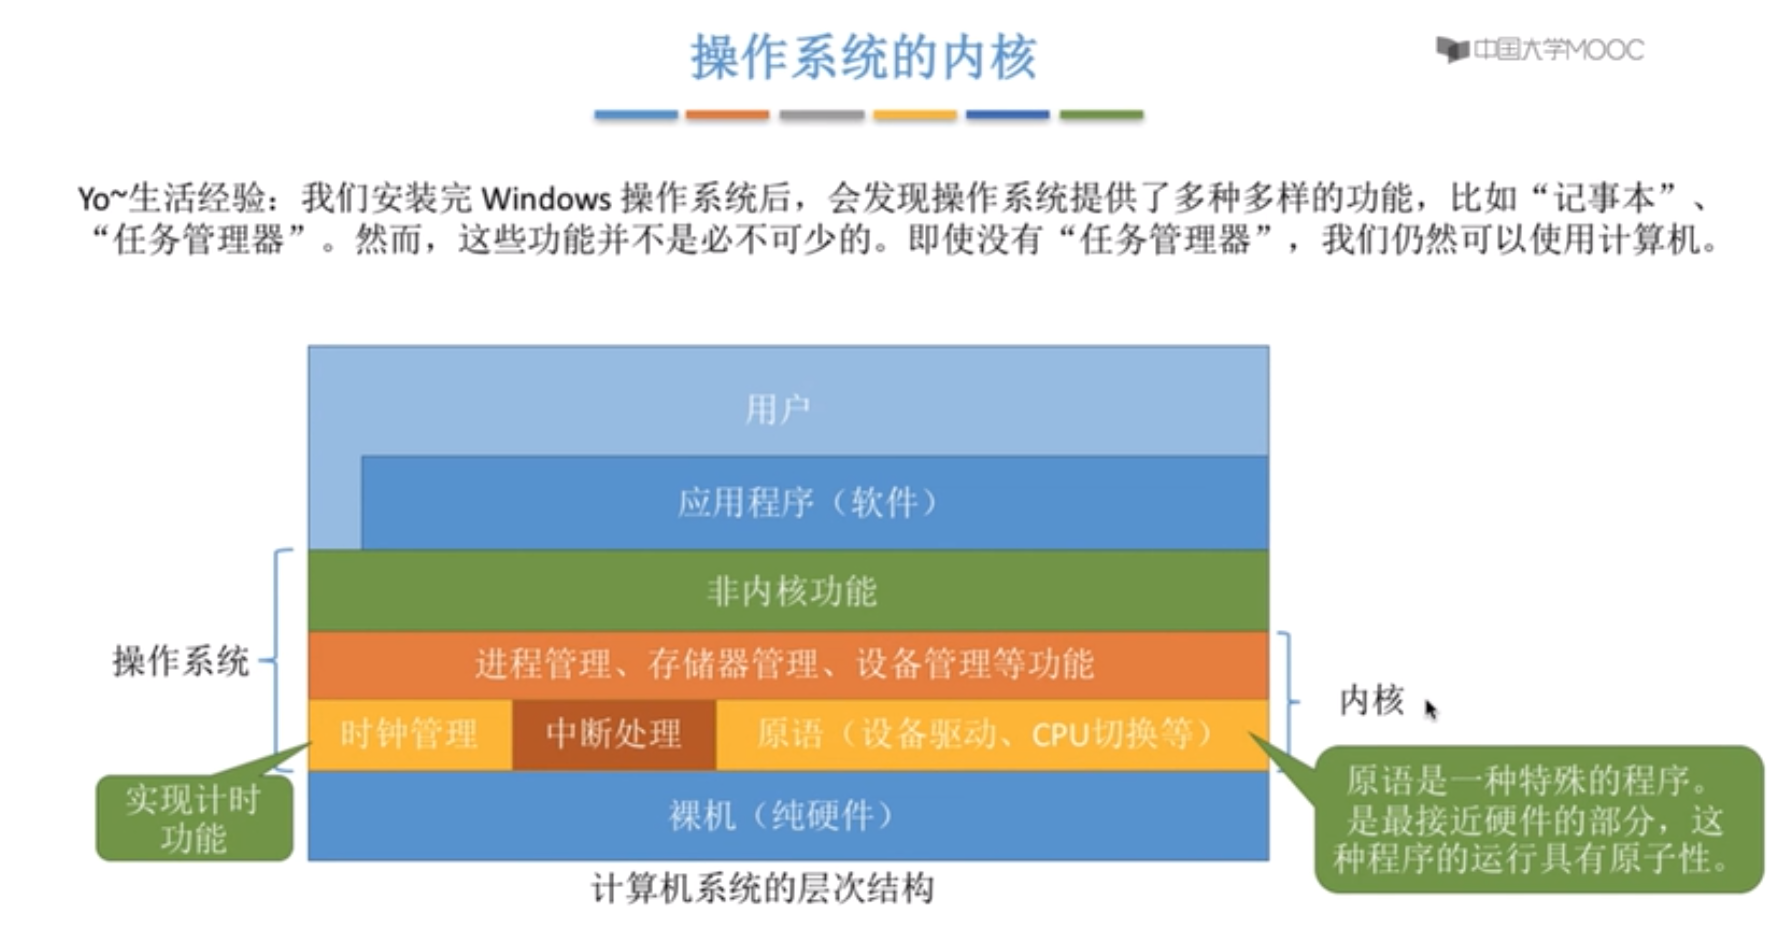 操作系统的内核
中国大学MOOC
Yo~生活经验：我们安装完 Windows 操作系统后，会发现操作系统提供了多种多样的功能，比如“记事本”、
“任务管理器”。然而，这些功能并不是必不可少的。即使没有“任务管理器”，我们仍然可以使用计算机。
用户
应用程序（软件）
非内核功能
操作系统
进程管理、存储器管理、设备管理等功能
内核
时钟管理
中断处理
原语（设备驱动、CPU切换等）
实现计时
功能
裸机（纯硬件）
原语是一种特殊的程序。
是最接近硬件的部分，这
种程序的运行具有原子性。
计算机系统的层次结构